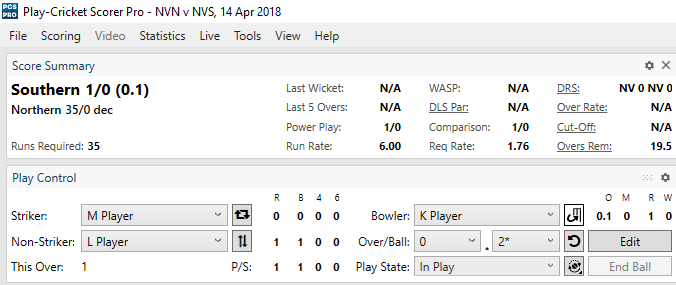 PCS PRO Play-Cricket Scorer Pro - NVN v NVS, 14 Apr 2018
File Scoring Video Statistics Live Tools View Help
Score Summary
Southern 1/0 (0.1) Last Wicket: N/A WASP: N/A DRS: NV 0 NV 0
Northern 35/0 dec Last 5 Overs: N/A DLS Par: N/A Over Rate: N/A
Power Play: 1/0 Comparison: 1/0 Cut-Off: N/A
Runs Required: 35 Run Rate: 6.00 Req Rate: 1.76 Overs Rem: 19.5
Play Control
R B 4 6 O M R W
Striker: M Player 0 0 0 0 Bowler: K Player 0.1 0 1 0
Non-Striker: L Player 1 1 0 0 Over/Ball: 0 . 2* Edit
This Over: 1 P/S: 1 1 0 0 Play State: In Play End Ball